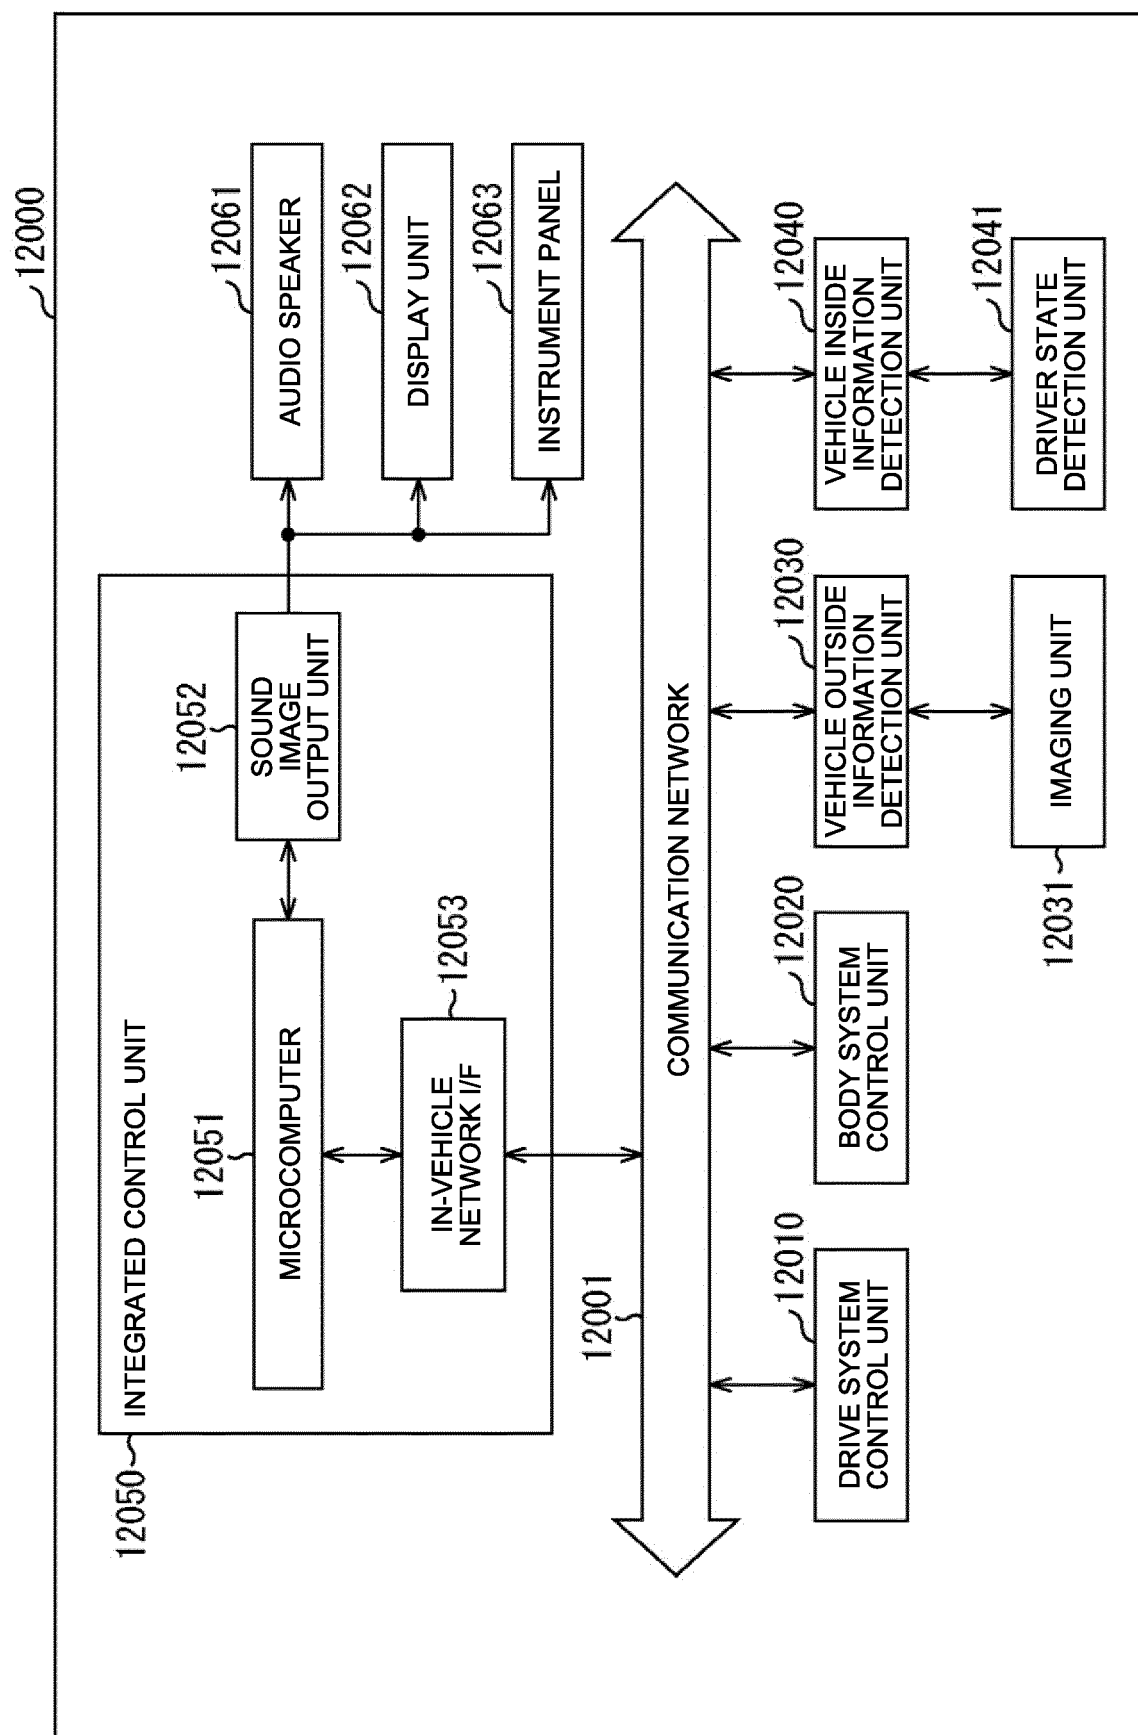 12000
12050
INTEGRATED CONTROL UNIT
12051
MICROCOMPUTER
12052
SOUND
IMAGE
OUTPUT UNIT
12053
IN-VEHICLE
NETWORK I/F
12061
AUDIO SPEAKER
12062
DISPLAY UNIT
12063
INSTRUMENT PANEL
12001
COMMUNICATION NETWORK
12010
DRIVE SYSTEM
CONTROL UNIT
12020
BODY SYSTEM
CONTROL UNIT
12030
VEHICLE OUTSIDE
INFORMATION
DETECTION UNIT
12040
VEHICLE INSIDE
INFORMATION
DETECTION UNIT
12031
IMAGING UNIT
12041
DRIVER STATE
DETECTION UNIT